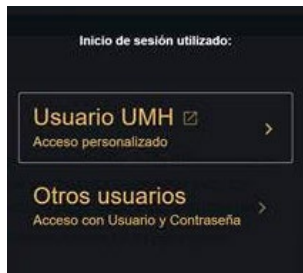 Inicio de sesión utilizado:
Usuario UMH
Acceso personalizado
Otros usuarios
Acceso con Usuario y Contraseña